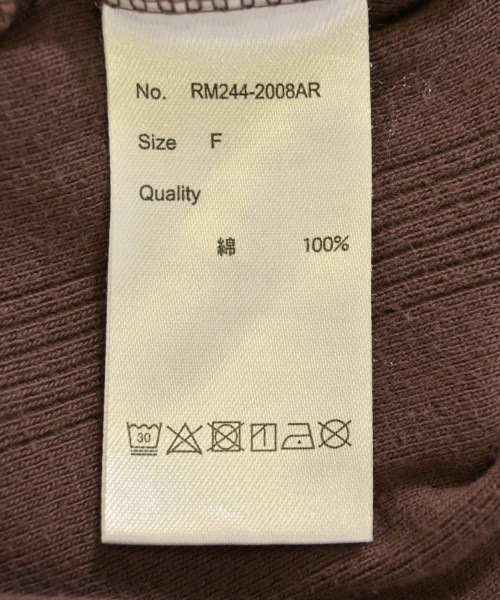 No. RM244-2008AR
Size F
Quality
綿 100%
30